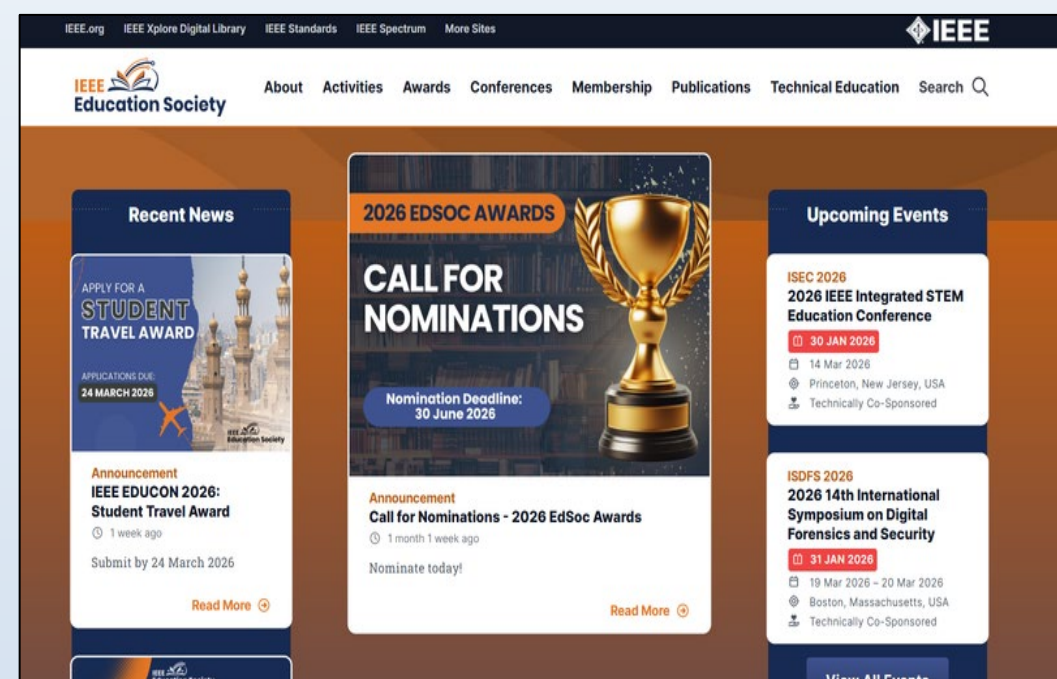 IEEE.org IEEE Xplore Digital Library IEEE Standards IEEE Spectrum More Sites
IEEE
IEEE
Education Society
About Activities Awards Conferences Membership Publications Technical Education Search
Recent News
APPLY FOR A
STUDENT
TRAVEL AWARD
APPLICATIONS DUE:
24 MARCH 2026
IEEE
Education Society
Announcement
IEEE EDUCON 2026:
Student Travel Award
1 week ago
Submit by 24 March 2026
Read More
IEEE
2026 EDSOC AWARDS
CALL FOR
NOMINATIONS
Nomination Deadline:
30 June 2026
Announcement
Call for Nominations - 2026 EdSoc Awards
1 month 1 week ago
Nominate today!
Read More
Upcoming Events
ISEC 2026
2026 IEEE Integrated STEM
Education Conference
30 JAN 2026
14 Mar 2026
Princeton, New Jersey, USA
Technically Co-Sponsored
ISDFS 2026
2026 14th International
Symposium on Digital
Forensics and Security
31 JAN 2026
19 Mar 2026 – 20 Mar 2026
Boston, Massachusetts, USA
Technically Co-Sponsored
View All Events